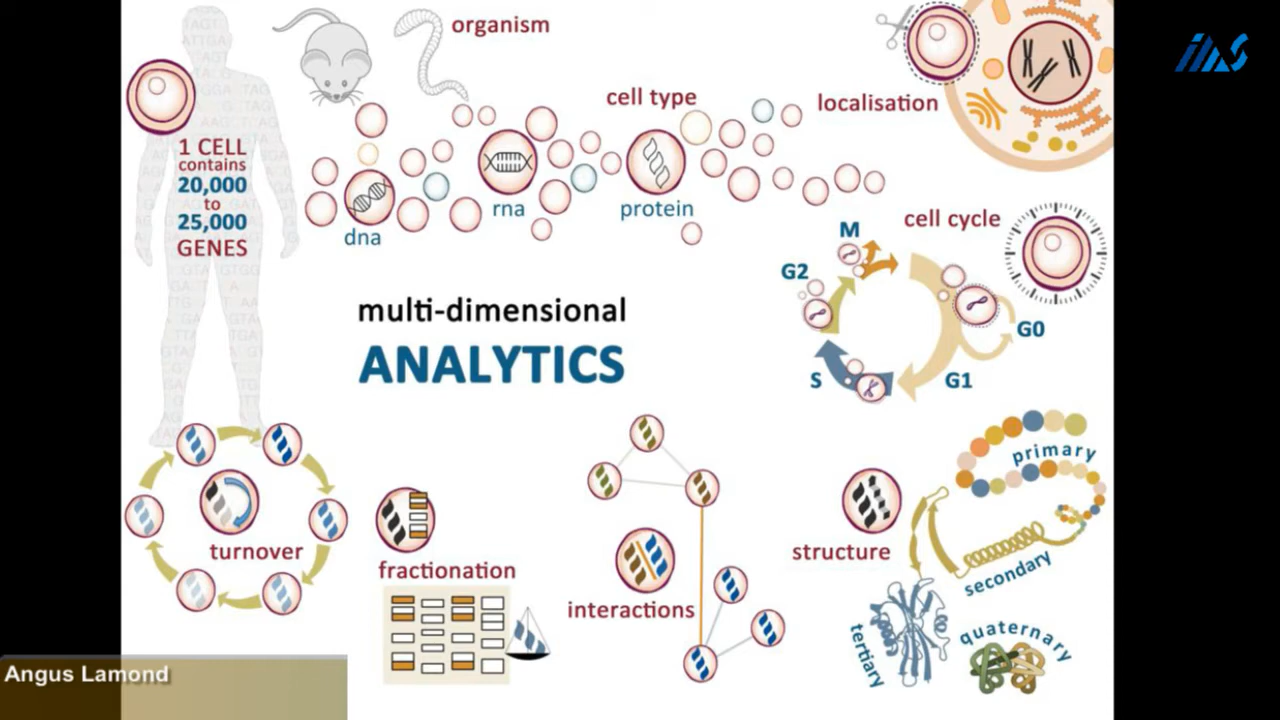 organism
cell type
localisation
1 CELL
contains
20,000
to
25,000
GENES
rna
protein
dna
cell cycle
M
G2
G0
S
G1
multi-dimensional
ANALYTICS
primary
turnover
fractionation
interactions
structure
secondary
tertiary
quaternary
Angus Lamond